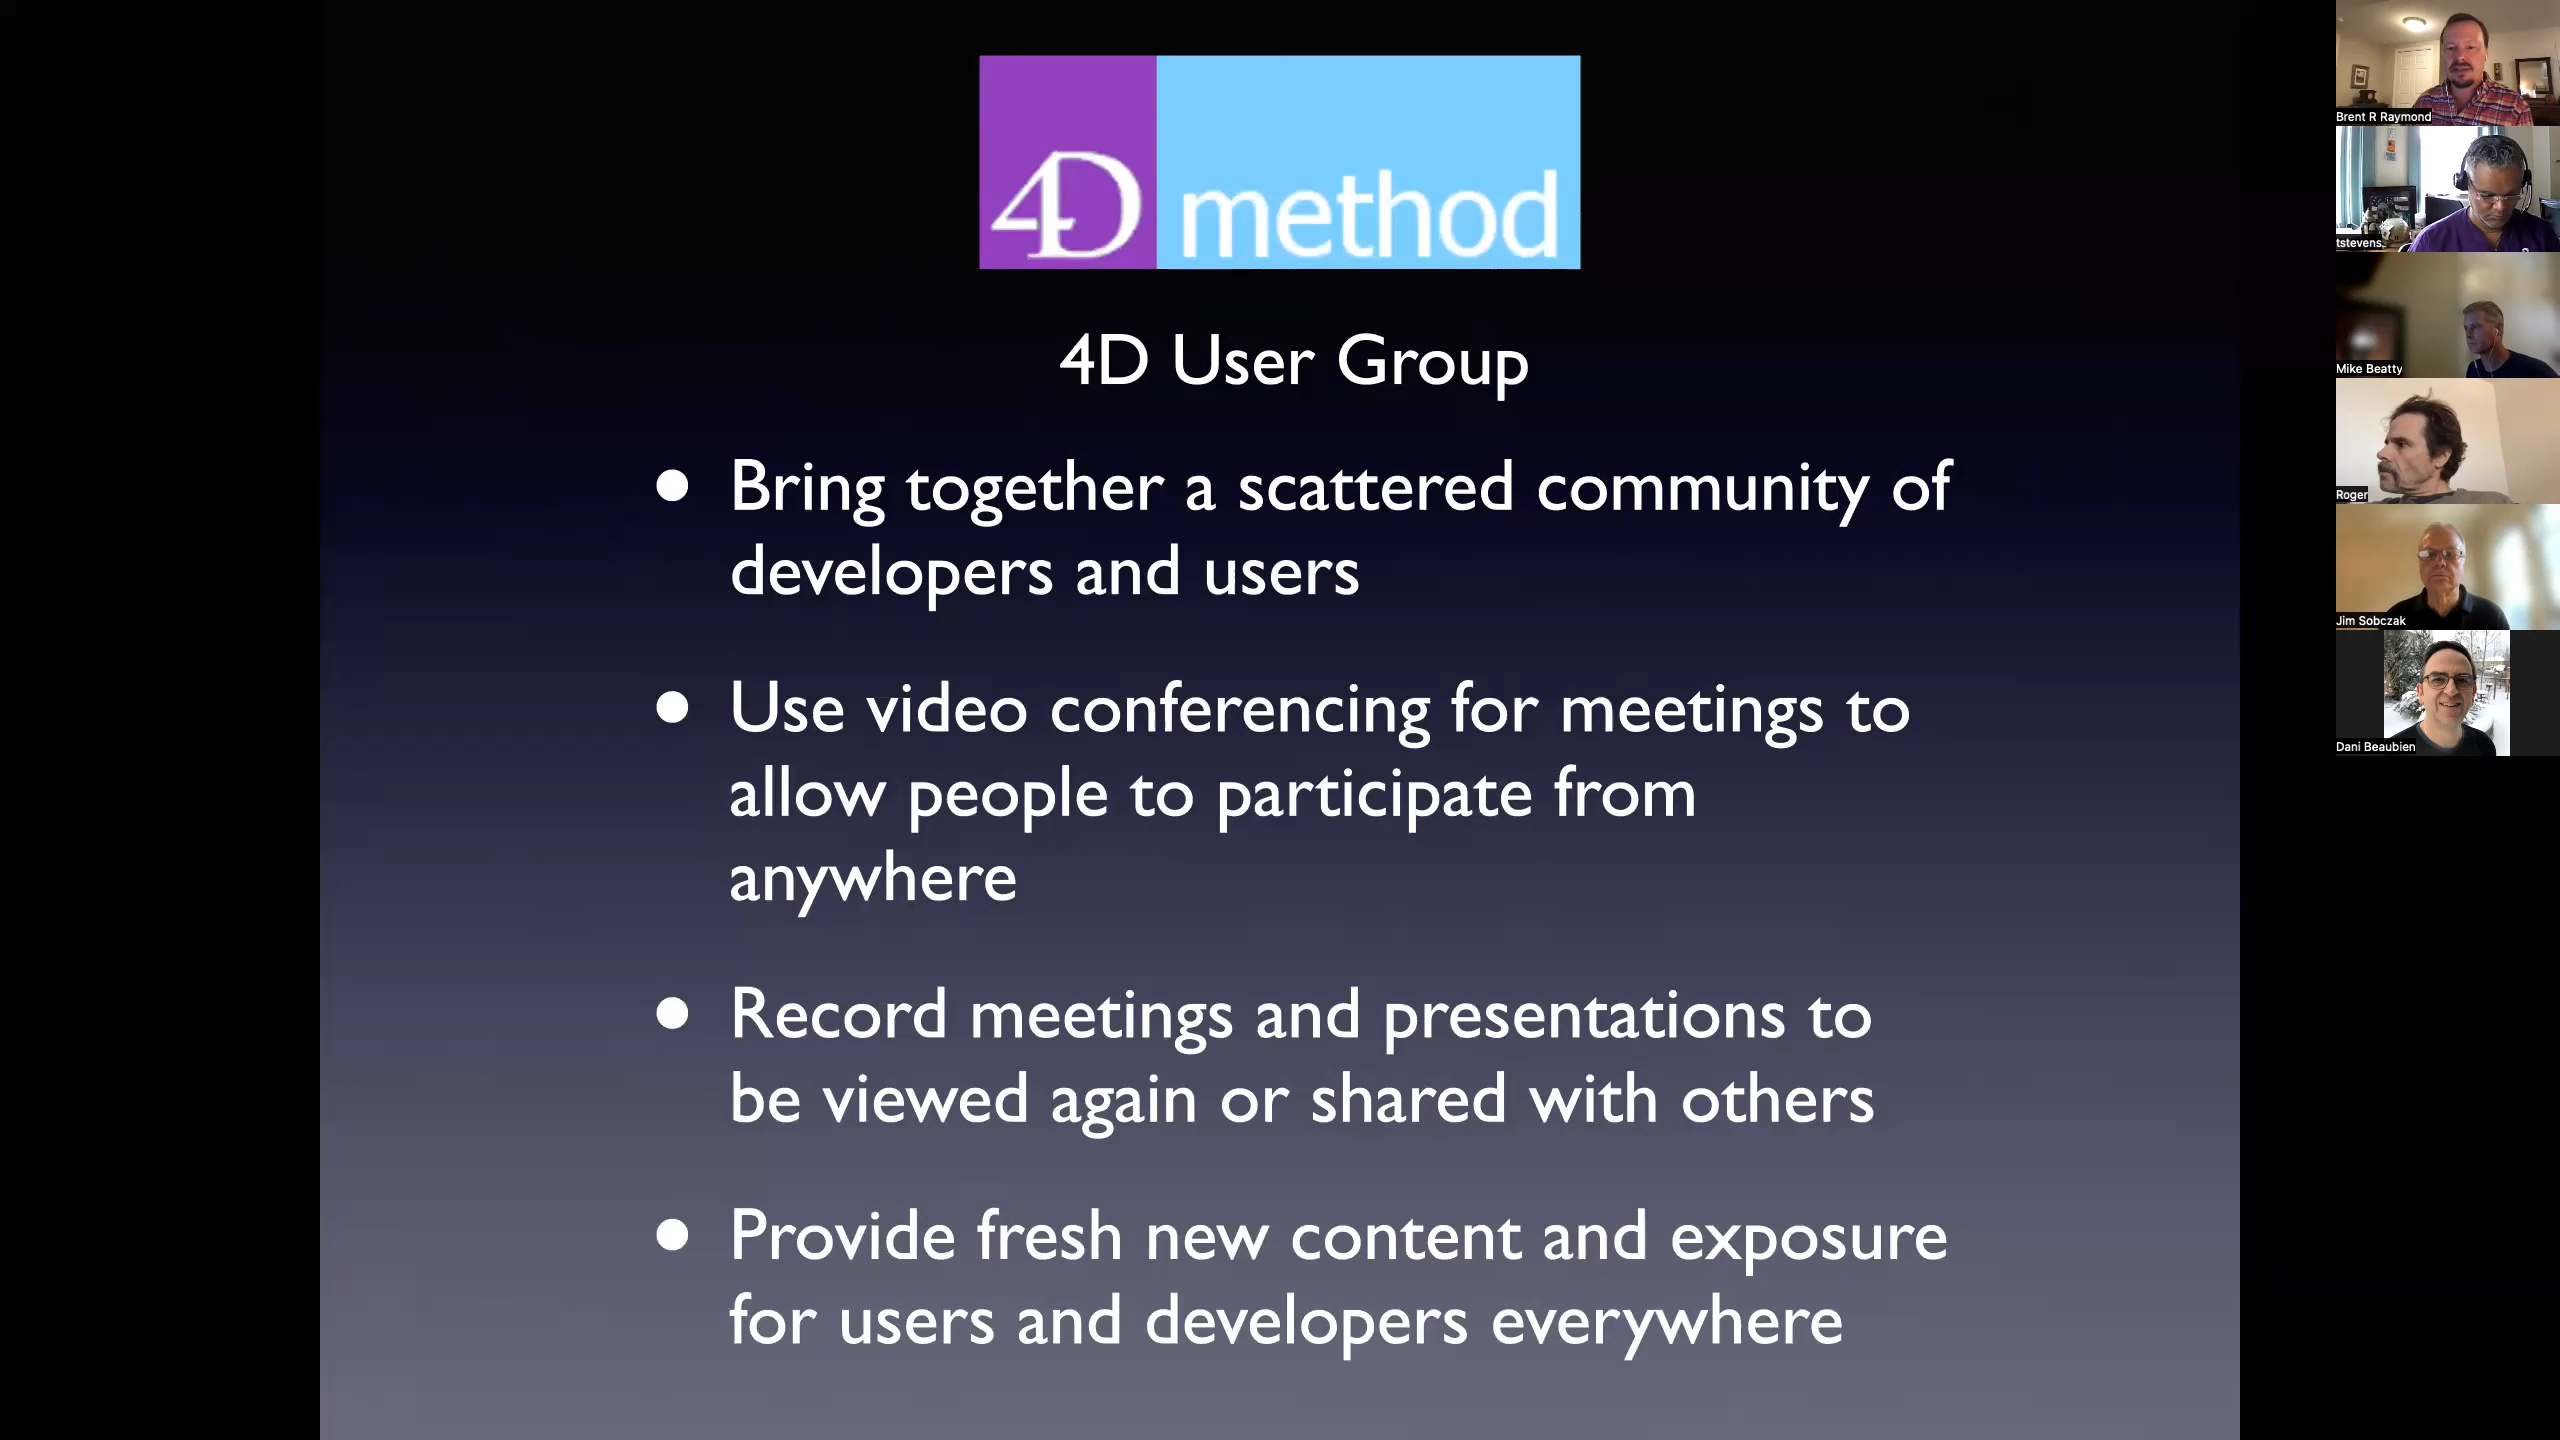 4D method
4D User Group
• Bring together a scattered community of
developers and users
• Use video conferencing for meetings to
allow people to participate from
anywhere
• Record meetings and presentations to
be viewed again or shared with others
• Provide fresh new content and exposure
for users and developers everywhere
Brent R Raymond
tstevens
Mike Beatty
Roger
Jim Sobczak
Dani Beaubien